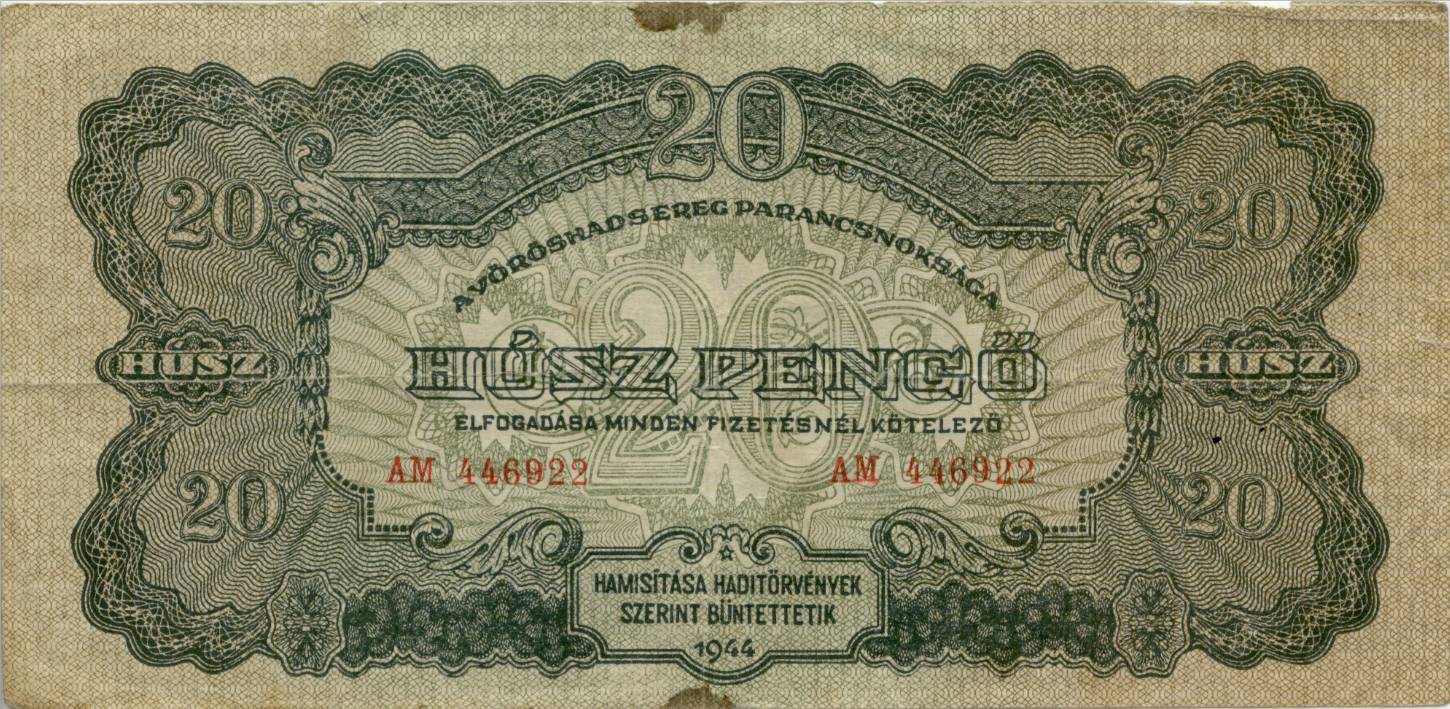 20
20 20
A VÖRÖSHADSEREG PARANCSNOKSÁGA
HÚSZ HÚSZ PENGŐ HÚSZ
20
ELFOGADÁSA MINDEN FIZETÉSNÉL KÖTELEZŐ
AM 446922 AM 446922
20 20
HAMISÍTÁSA HADITÖRVÉNYEK
SZERINT BÜNTETTETIK
1944